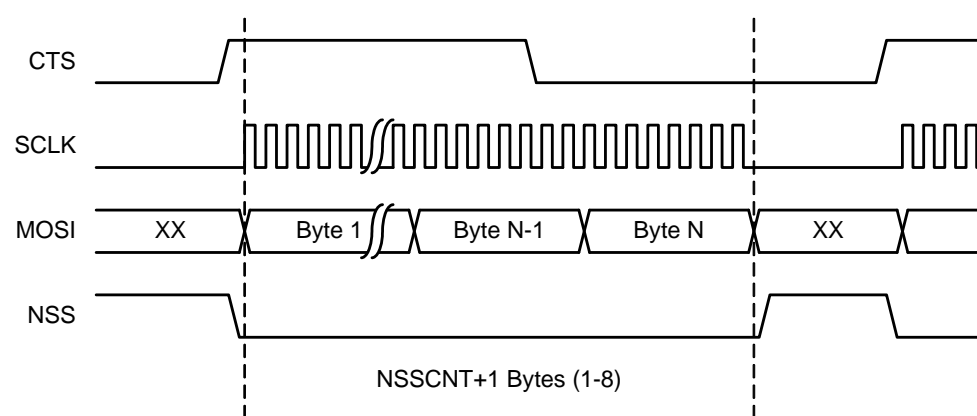 CTS
SCLK
MOSI XX Byte 1 Byte N-1 Byte N XX
NSS
NSSCNT+1 Bytes (1-8)